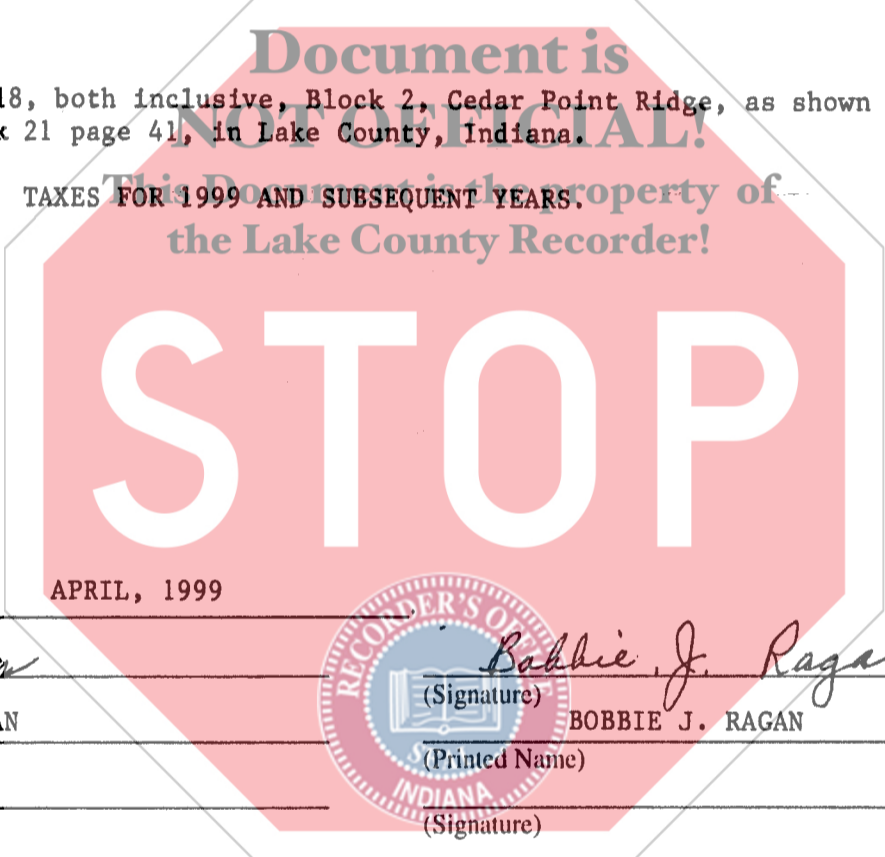 Document is
18, both inclusive, Block 2, Cedar Point Ridge, as shown
NOT OFFICIAL!
21 page 41, in Lake County, Indiana.
This Document is the property of
TAXES FOR 1999 AND SUBSEQUENT YEARS.
the Lake County Recorder!
STOP
APRIL, 1999
RECORDER'S OFFICE
Bobbie J. Raga
(Signature)
AN
BOBBIE J. RAGAN
(Printed Name)
INDIANA
(Signature)